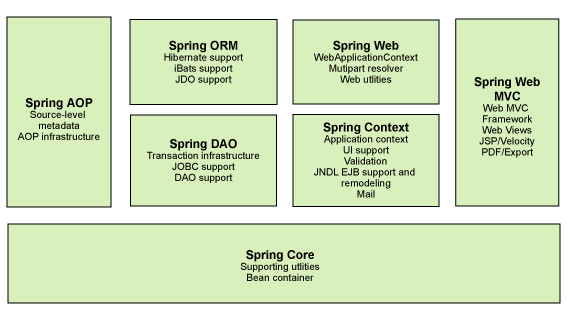 Spring AOP
Source-level
metadata
AOP infrastructure
Spring ORM
Hibernate support
iBats support
JDO support
Spring DAO
Transaction infrastructure
JOBC support
DAO support
Spring Web
WebApplicationContext
Mutipart resolver
Web utlities
Spring Context
Application context
UI support
Validation
JNDL EJB support and
remodeling
Mail
Spring Web
MVC
Web MVC
Framework
Web Views
JSP/Velocity
PDF/Export
Spring Core
Supporting utlities
Bean container